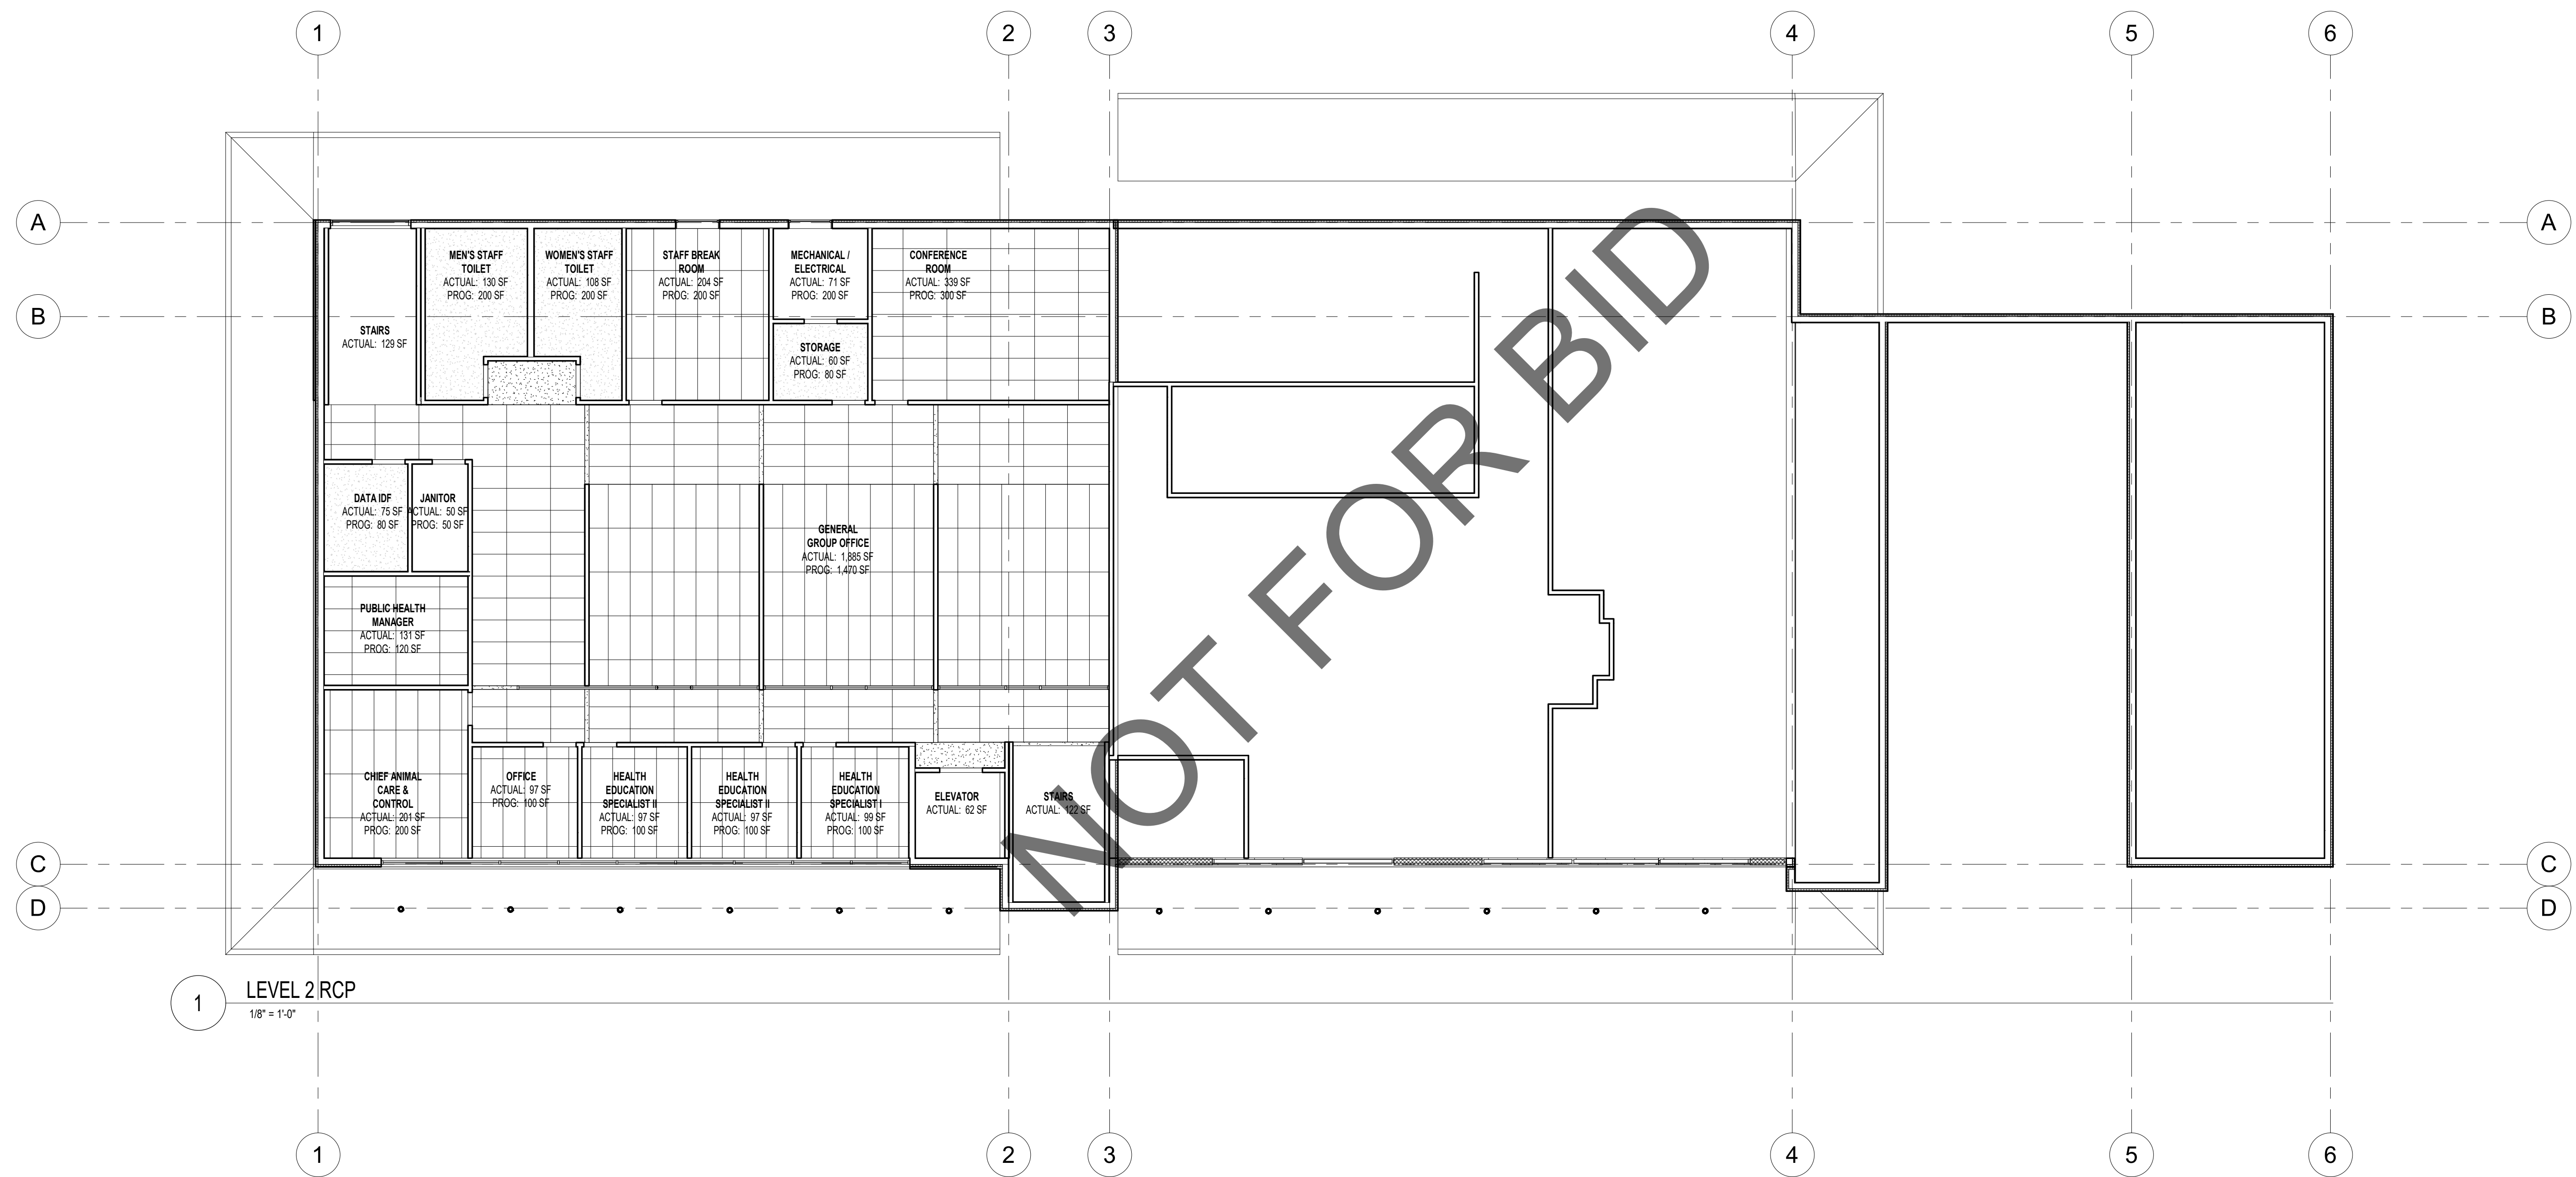 1
2
3
4
5
6
A
A
B
B
MEN'S STAFF
TOILET
ACTUAL: 130 SF
PROG: 200 SF
WOMEN'S STAFF
TOILET
ACTUAL: 108 SF
PROG: 200 SF
STAFF BREAK
ROOM
ACTUAL: 204 SF
PROG: 200 SF
MECHANICAL /
ELECTRICAL
ACTUAL: 71 SF
PROG: 200 SF
CONFERENCE
ROOM
ACTUAL: 339 SF
PROG: 300 SF
STAIRS
ACTUAL: 129 SF
STORAGE
ACTUAL: 60 SF
PROG: 80 SF
DATA IDF
ACTUAL: 75 SF
PROG: 80 SF
JANITOR
ACTUAL: 50 SF
PROG: 50 SF
GENERAL
GROUP OFFICE
ACTUAL: 1,885 SF
PROG: 1,470 SF
PUBLIC HEALTH
MANAGER
ACTUAL: 131 SF
PROG: 120 SF
NOT FOR BID
CHIEF ANIMAL
CARE &
CONTROL
ACTUAL: 201 SF
PROG: 200 SF
OFFICE
ACTUAL: 97 SF
PROG: 100 SF
HEALTH
EDUCATION
SPECIALIST II
ACTUAL: 97 SF
PROG: 100 SF
HEALTH
EDUCATION
SPECIALIST II
ACTUAL: 97 SF
PROG: 100 SF
HEALTH
EDUCATION
SPECIALIST I
ACTUAL: 99 SF
PROG: 100 SF
ELEVATOR
ACTUAL: 62 SF
STAIRS
ACTUAL: 122 SF
C
C
D
D
1
LEVEL 2 RCP
1/8" = 1'-0"
1
2
3
4
5
6